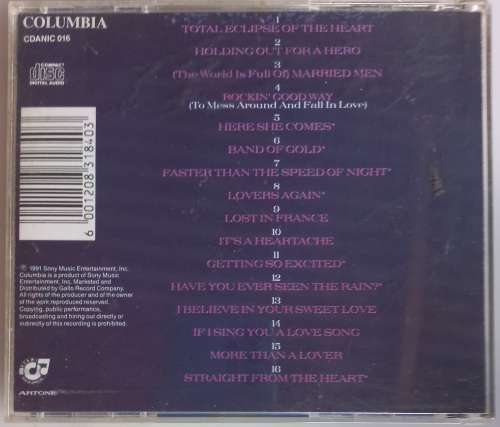 COLUMBIA
CDANIC 016
COMPACT
disc
DIGITAL AUDIO
6 001208 318403
℗ 1991 Sony Music Entertainment, Inc.
Columbia is a product of Sony Music
Entertainment, Inc, Marketed and
Distributed by Gallo Record Company.
All rights of the producer and of the owner
of the work reproduced reserved.
Copying, public performance,
broadcasting and hiring out directly or
indirectly of this recording is prohibited.
1
TOTAL ECLIPSE OF THE HEART
2
HOLDING OUT FOR A HERO
3
(The World Is Full Of) MARRIED MEN
4
ROCKIN' GOOD WAY
(To Mess Around And Fall In Love)
5
HERE SHE COMES*
6
BAND OF GOLD*
7
FASTER THAN THE SPEED OF NIGHT*
8
LOVERS AGAIN*
9
LOST IN FRANCE
10
IT'S A HEARTACHE
11
GETTING SO EXCITED*
12
HAVE YOU EVER SEEN THE RAIN?*
13
I BELIEVE IN YOUR SWEET LOVE
14
IF I SING YOU A LOVE SONG
15
MORE THAN A LOVER
16
STRAIGHT FROM THE HEART*